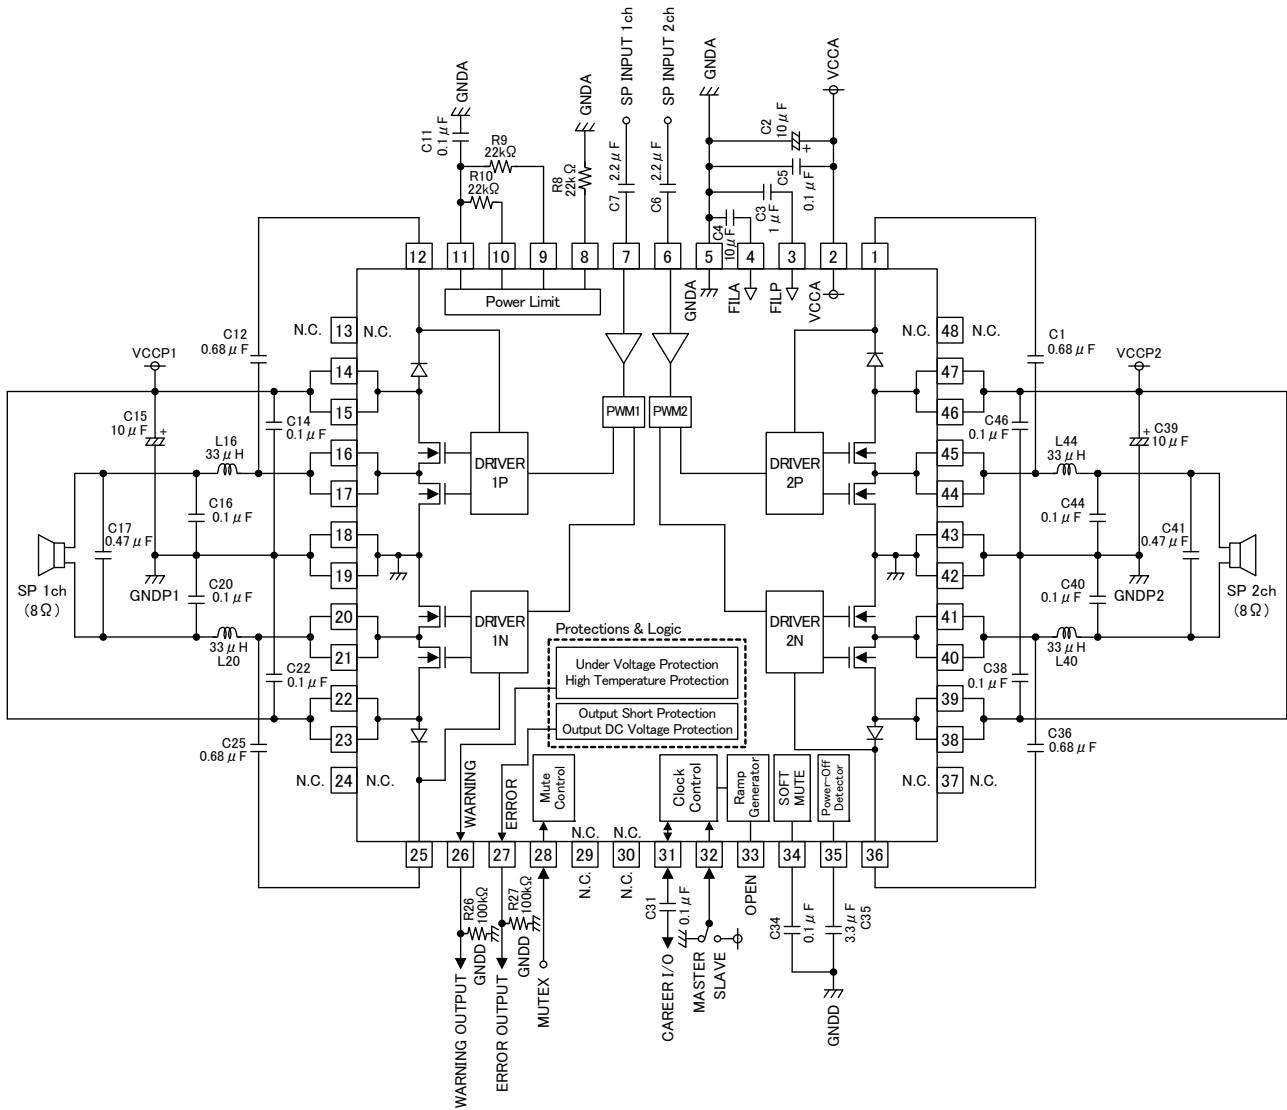 GNDA
C11
0.1μF
R9
22kΩ
R10
22kΩ
GNDA
R8
22kΩ
SP INPUT 1ch
C7
2.2μF
SP INPUT 2ch
C6
2.2μF
GNDA
VCCA
C2
10μF
+
C5
0.1μF
C3
1μF
C4
10μF
12
11
10
9
8
7
6
5
4
3
2
1
Power Limit
GNDA
FILA
FILP
VCCA
N.C.
13
N.C.
N.C.
48
N.C.
C12
0.68μF
C1
0.68μF
VCCP1
VCCP2
14
15
47
46
PWM1
PWM2
C15
10μF
+
C14
0.1μF
C46
0.1μF
+
C39
10μF
L16
33μH
16
17
DRIVER
1P
DRIVER
2P
45
44
L44
33μH
C16
0.1μF
C17
0.47μF
C44
0.1μF
C41
0.47μF
18
19
43
42
SP 1ch
(8Ω)
GNDP1
C20
0.1μF
C40
0.1μF
GNDP2
SP 2ch
(8Ω)
20
21
DRIVER
1N
DRIVER
2N
41
40
33μH
L20
33μH
L40
Protections & Logic
Under Voltage Protection
High Temperature Protection
Output Short Protection
Output DC Voltage Protection
C22
0.1μF
C38
0.1μF
22
23
39
38
C25
0.68μF
C36
0.68μF
N.C.
24
N.C.
N.C.
37
N.C.
WARNING
ERROR
Mute
Control
Clock
Control
Ramp
Generator
SOFT
MUTE
Power-Off
Detector
N.C.
N.C.
25
26
27
28
29
30
31
32
33
34
35
36
N.C.
N.C.
OPEN
R26
100kΩ
R27
100kΩ
GNDD
GNDD
C31
0.1μF
C34
0.1μF
3.3μF
C35
WARNING OUTPUT
ERROR OUTPUT
MUTEX
CAREER I/O
MASTER
SLAVE
GNDD